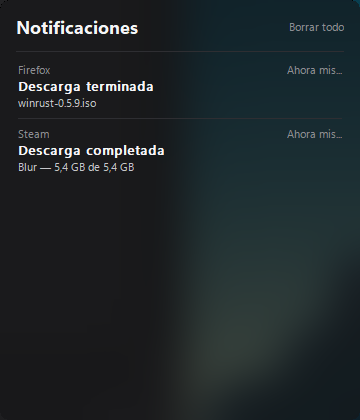 Notificaciones
Borrar todo
Firefox
Ahora mis...
Descarga terminada
winrust-0.5.9.iso
Steam
Ahora mis...
Descarga completada
Blur — 5,4 GB de 5,4 GB